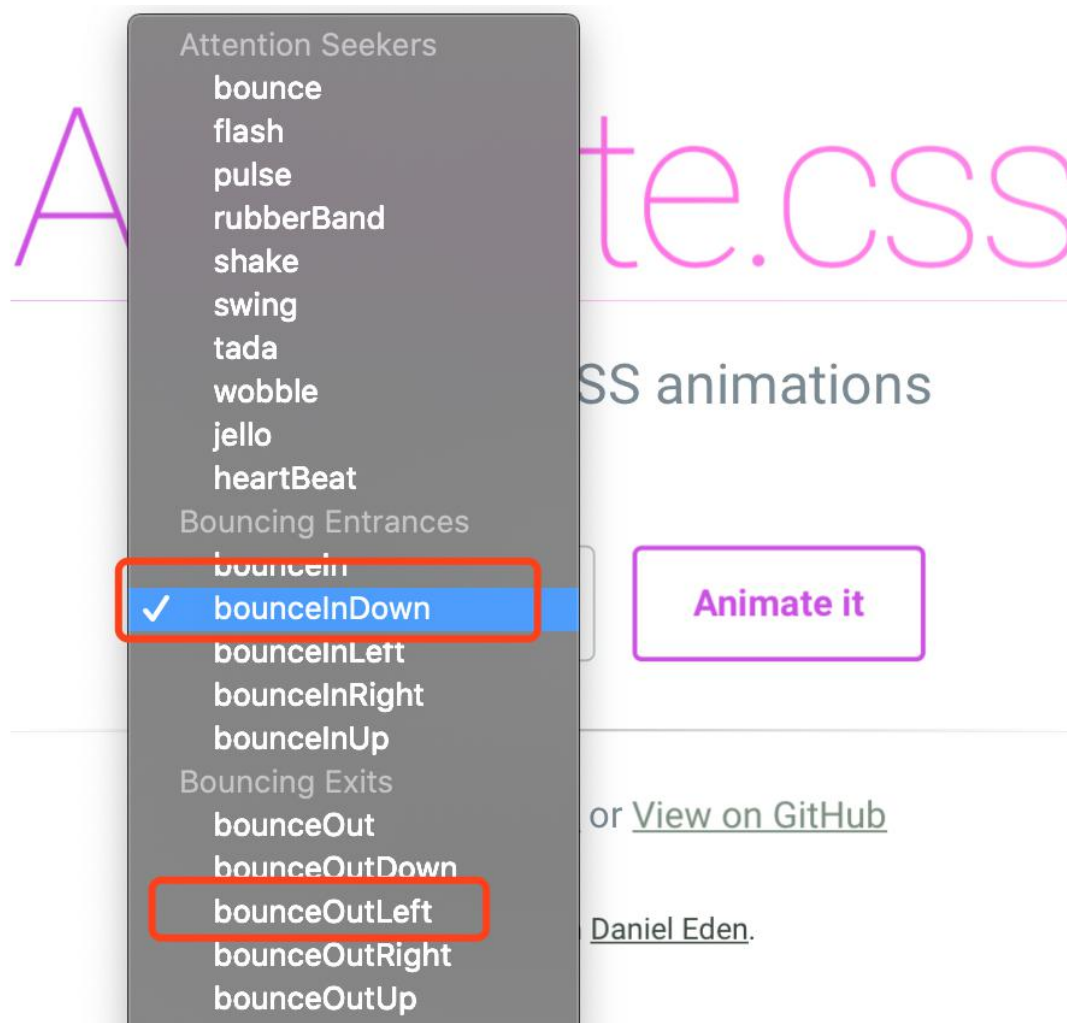 Attention Seekers
bounce
flash
pulse
rubberBand
shake
swing
tada
wobble
jello
heartBeat
Bouncing Entrances
bounceIn
bounceInDown
bounceInLeft
bounceInRight
bounceInUp
Bouncing Exits
bounceOut
bounceOutDown
bounceOutLeft
bounceOutRight
bounceOutUp
A te.css
SS animations
Animate it
or View on GitHub
Daniel Eden.